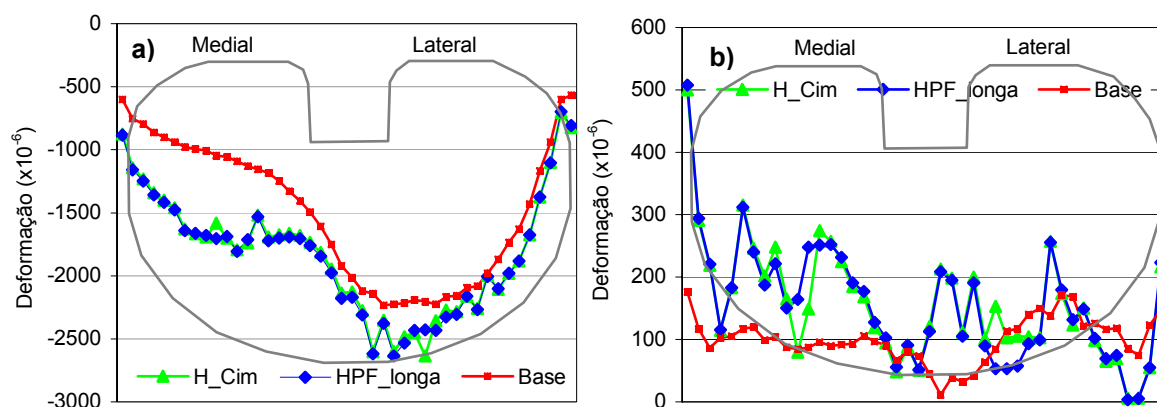 a)
Medial Lateral
Deformação (x10⁻⁶)
0
-500
-1000
-1500
-2000
-2500
-3000
H_Cim HPF_longa Base
b)
Medial Lateral
Deformação (x10⁻⁶)
600
500
400
300
200
100
0
H_Cim HPF_longa Base